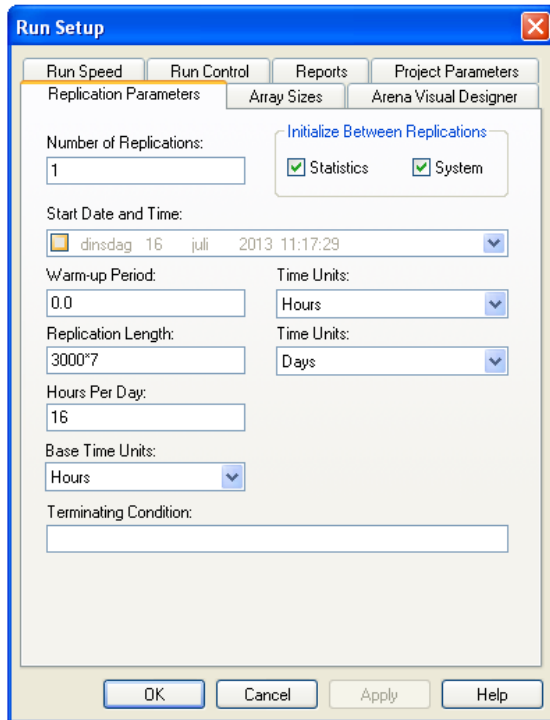 Run Setup
Run Speed Run Control Reports Project Parameters
Replication Parameters Array Sizes Arena Visual Designer
Number of Replications:
1
Initialize Between Replications
Statistics System
Start Date and Time:
dinsdag 16 juli 2013 11:17:29
Warm-up Period: Time Units:
0.0 Hours
Replication Length: Time Units:
3000*7 Days
Hours Per Day:
16
Base Time Units:
Hours
Terminating Condition:
OK Cancel Apply Help